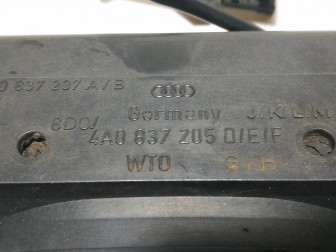 0 837 207 A/B
Germany J/K/L/M
8D0/
4A0 837 205 D/E/F
WTO G/H